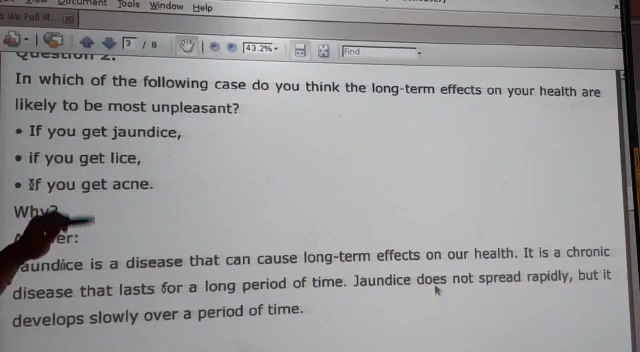 Document Tools Window Help
3 / 8 43.2% Find
Question 2.
In which of the following case do you think the long-term effects on your health are
likely to be most unpleasant?
• If you get jaundice,
• if you get lice,
• If you get acne.
Why?
Jaundice is a disease that can cause long-term effects on our health. It is a chronic
disease that lasts for a long period of time. Jaundice does not spread rapidly, but it
develops slowly over a period of time.